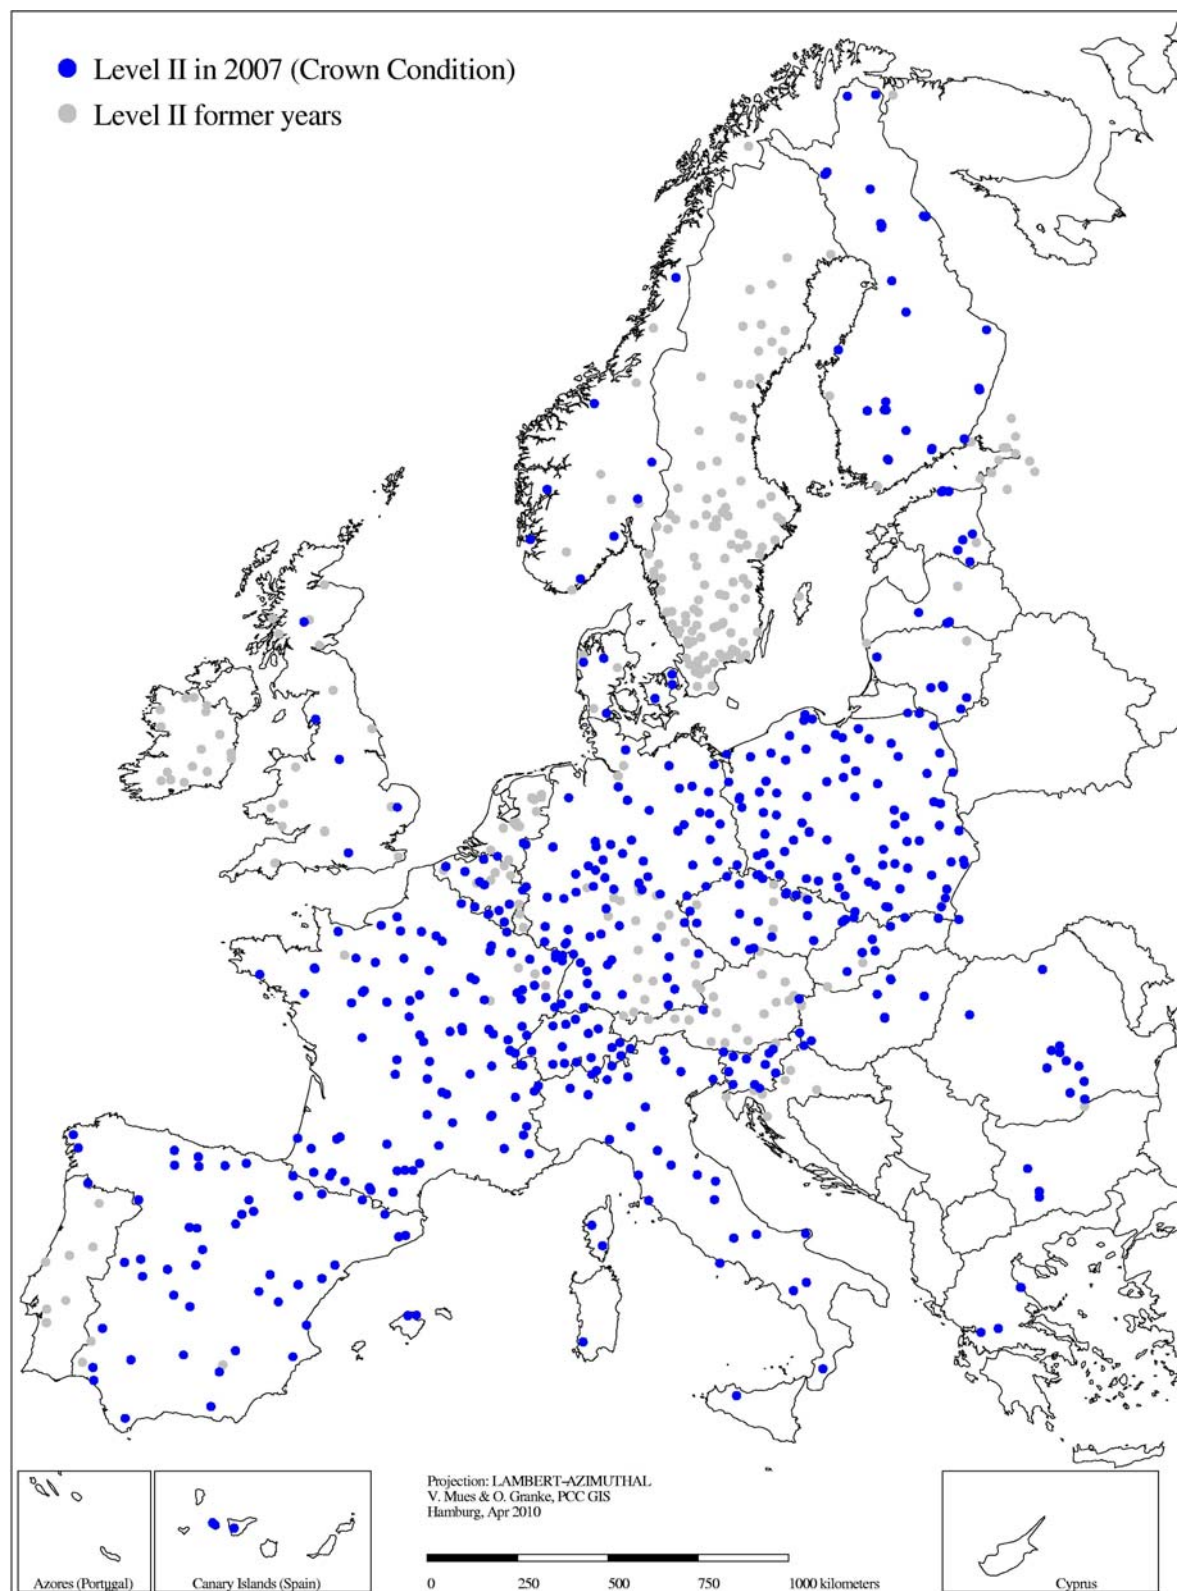 Level II in 2007 (Crown Condition)
Level II former years
Projection: LAMBERT-AZIMUTHAL
V. Mues & O. Granke, PCC GIS
Hamburg, Apr 2010
Azores (Portugal)
Canary Islands (Spain)
0 250 500 750 1000 kilometers
Cyprus